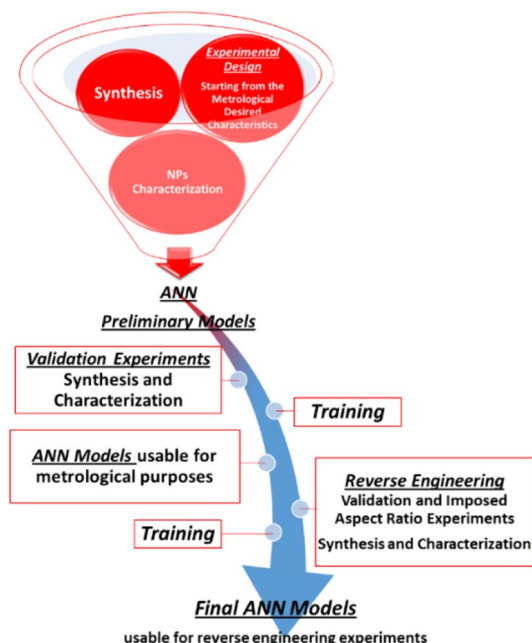 Experimental
Design
Starting from the
Metrological
Desired
Characteristics
Synthesis
NPs
Characterization
ANN
Preliminary Models
Validation Experiments
Synthesis and
Characterization
Training
ANN Models usable for
metrological purposes
Reverse Engineering
Validation and Imposed
Aspect Ratio Experiments
Synthesis and Characterization
Training
Final ANN Models
usable for reverse engineering experiments